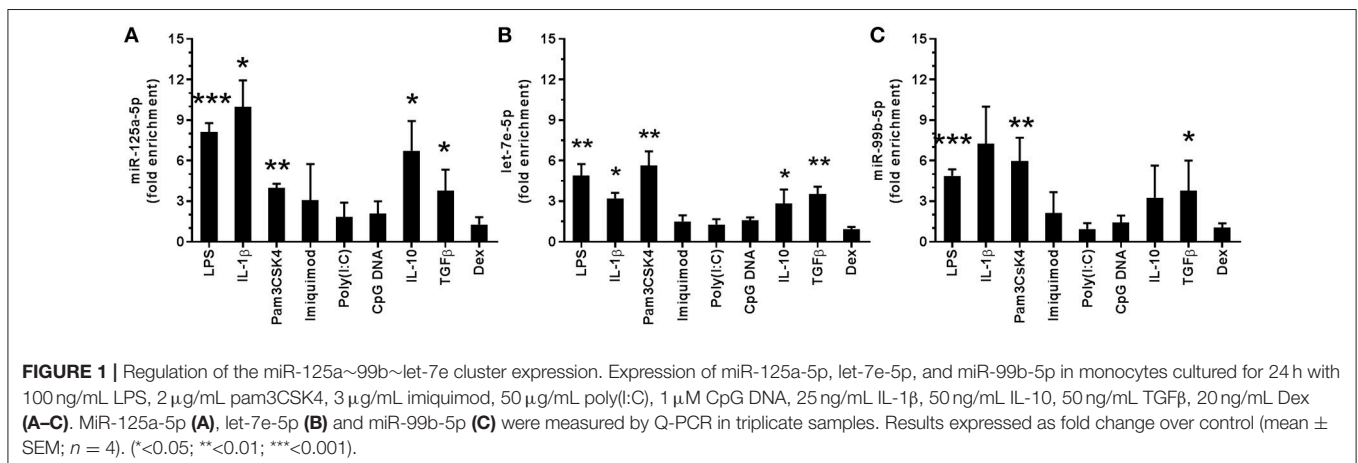 A
miR-125a-5p
(fold enrichment)
15
12
9
6
3
0
***
*
**
*
*
LPS
IL-1β
Pam3CSK4
Imiquimod
Poly(I:C)
CpG DNA
IL-10
TGFβ
Dex
B
let-7e-5p
(fold enrichment)
15
12
9
6
3
0
**
*
**
*
**
LPS
IL-1β
Pam3CSK4
Imiquimod
Poly(I:C)
CpG DNA
IL-10
TGFβ
Dex
C
miR-99b-5p
(fold enrichment)
15
12
9
6
3
0
***
**
*
LPS
IL-1β
Pam3CsK4
Imiquimod
Poly(I:C)
CpG DNA
IL-10
TGFβ
Dex
FIGURE 1 | Regulation of the miR-125a~99b~let-7e cluster expression. Expression of miR-125a-5p, let-7e-5p, and miR-99b-5p in monocytes cultured for 24 h with
100 ng/mL LPS, 2 μg/mL pam3CSK4, 3 μg/mL imiquimod, 50 μg/mL poly(I:C), 1 μM CpG DNA, 25 ng/mL IL-1β, 50 ng/mL IL-10, 50 ng/mL TGFβ, 20 ng/mL Dex
(A–C). MiR-125a-5p (A), let-7e-5p (B) and miR-99b-5p (C) were measured by Q-PCR in triplicate samples. Results expressed as fold change over control (mean ±
SEM; n = 4). (*<0.05; **<0.01; ***<0.001).